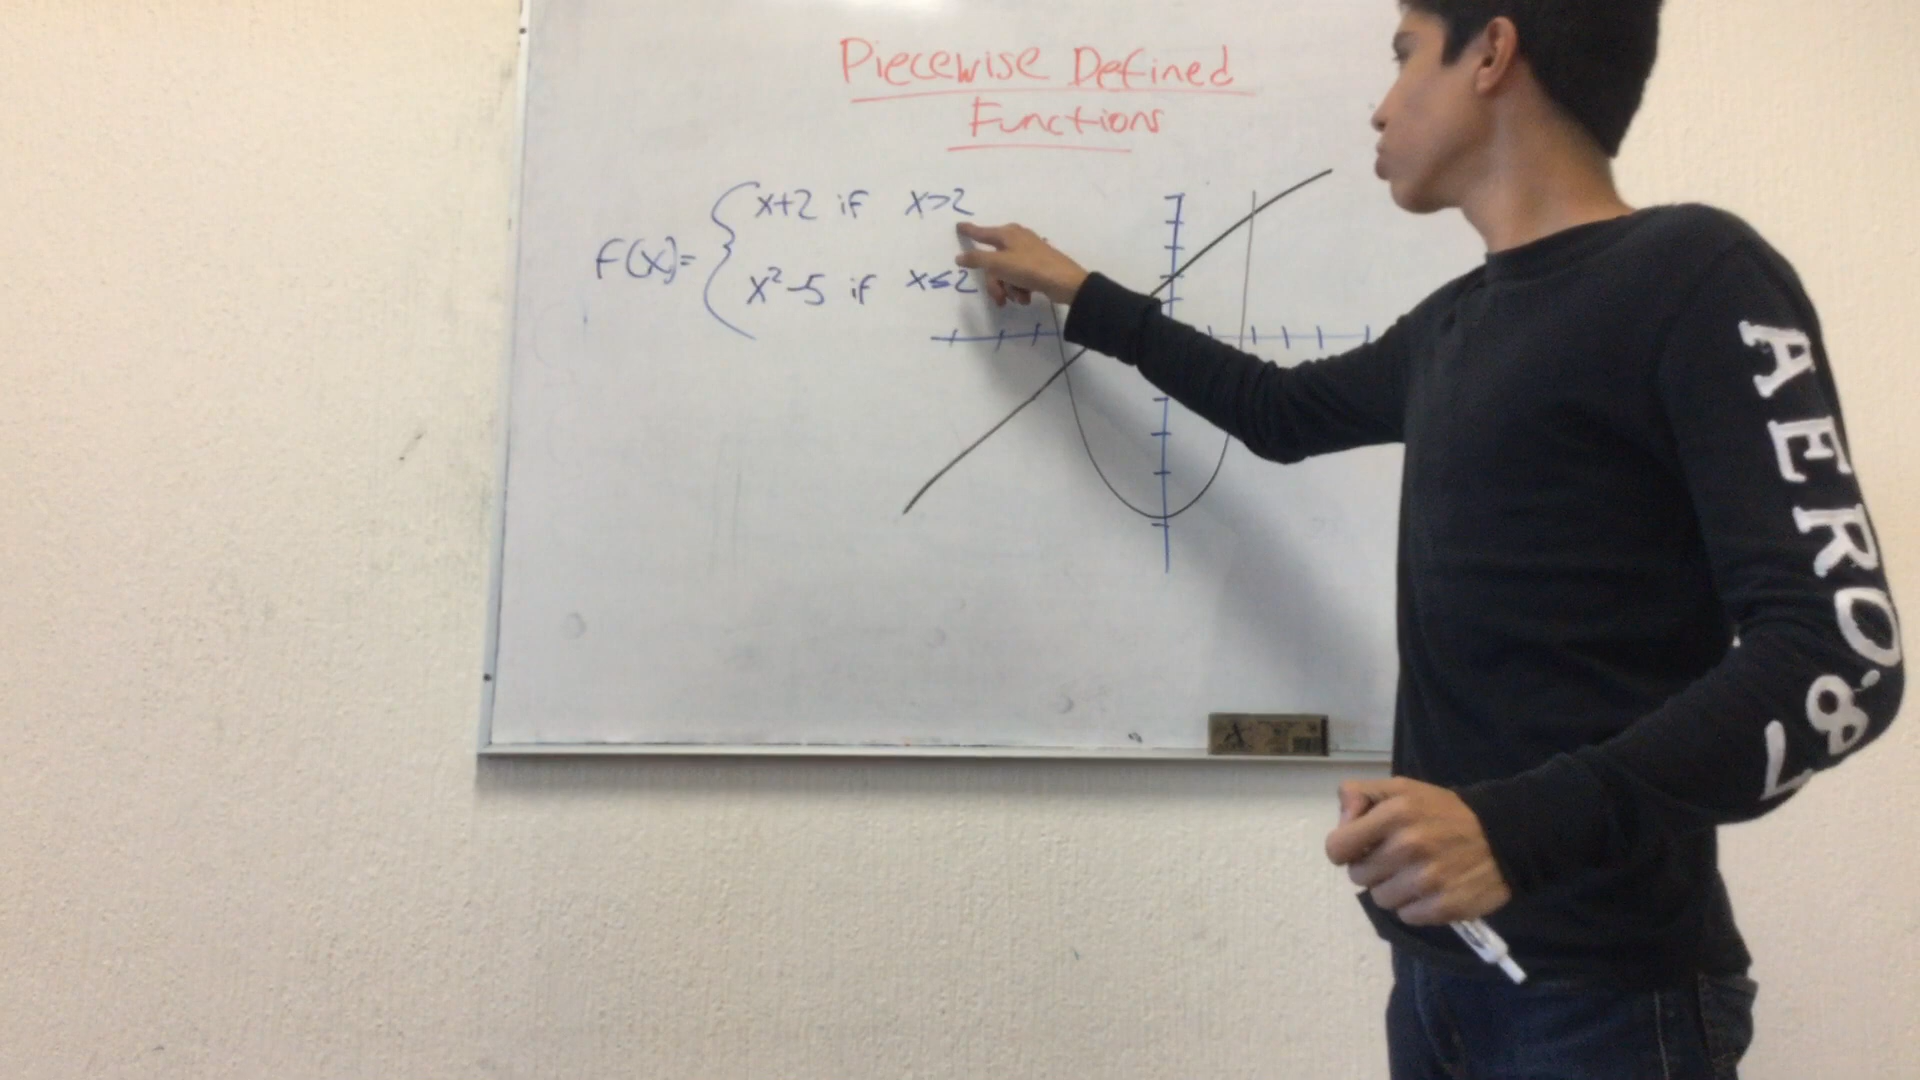 Piecewise Defined
Functions
F(x)= { x+2 if x>2
x²-5 if x≤2
AERO.87